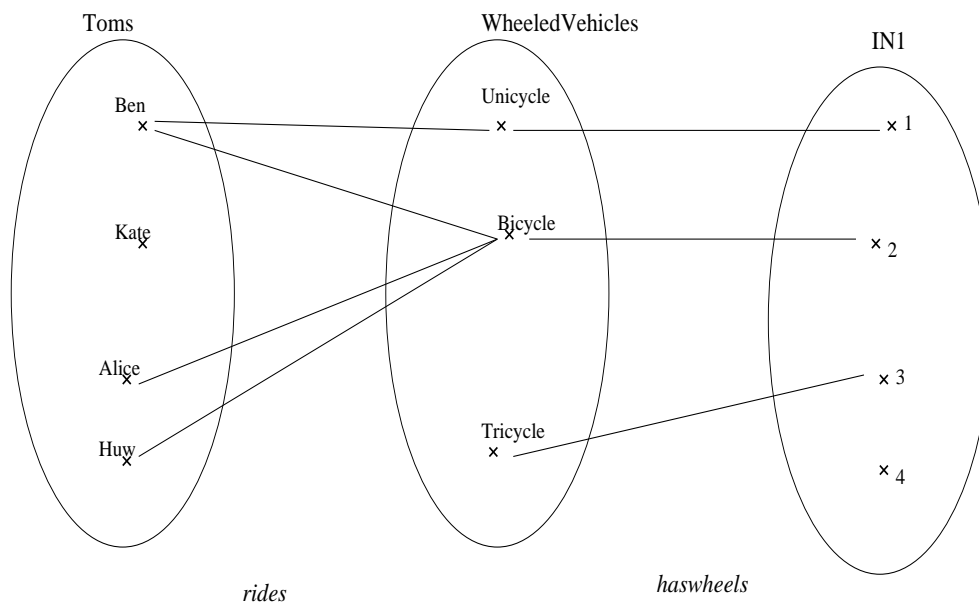 Toms
WheeledVehicles
IN1
Ben
Unicycle
1
Kate
Bicycle
2
Alice
3
Huw
Tricycle
4
rides
haswheels